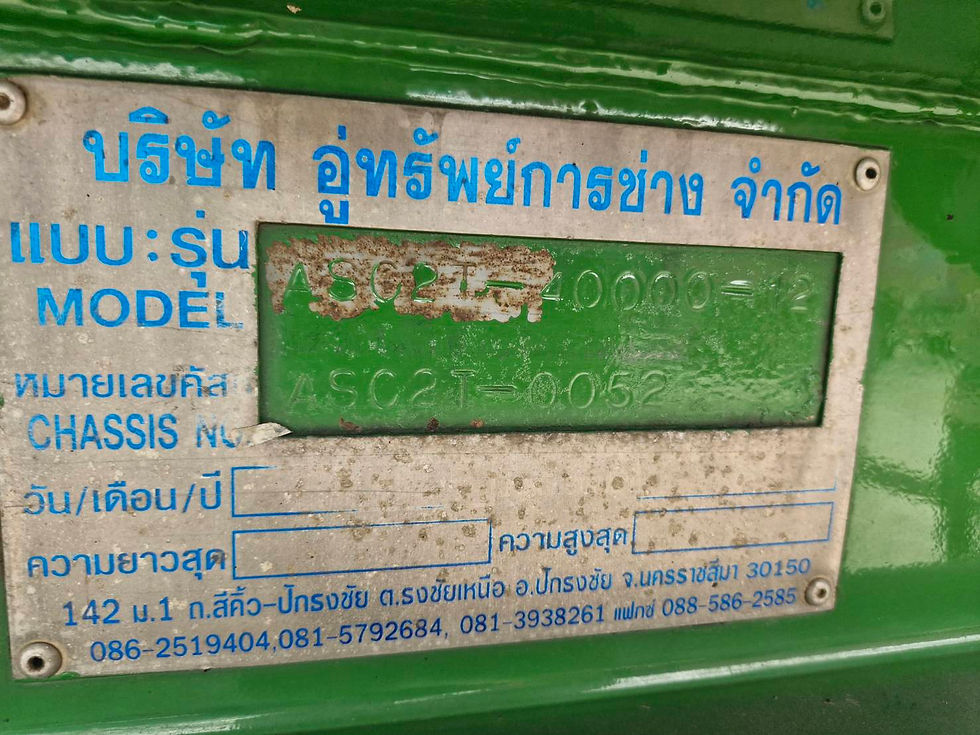 บริษัท อู่ทรัพย์การช่าง จำกัด
แบบ:รุ่น ASC2T-40000-12
MODEL
หมายเลขคัส ASC2T-0052
CHASSIS NO.
วัน/เดือน/ปี
ความยาวสุด ความสูงสุด
142 ม.1 ถ.สีคิ้ว-ปักธงชัย ต.ธงชัยเหนือ อ.ปักธงชัย จ.นครราชสีมา 30150
086-2519404,081-5792684, 081-3938261 แฟกซ์ 088-586-2585